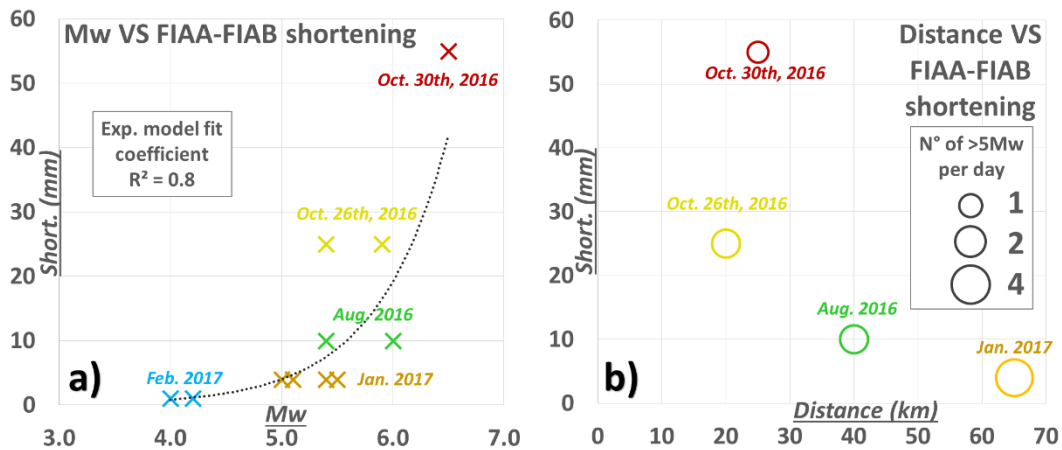 Mw VS FIAA-FIAB shortening
60
50
40
30
20
10
0
Short. (mm)
Oct. 30th, 2016
Exp. model fit
coefficient
R² = 0.8
Oct. 26th, 2016
Aug. 2016
Feb. 2017
Jan. 2017
a)
3.0 4.0 5.0 6.0 7.0
Mw
Distance VS
FIAA-FIAB
shortening
60
50
40
30
20
10
0
Short. (mm)
Oct. 30th, 2016
N° of >5Mw
per day
1
2
4
Oct. 26th, 2016
Aug. 2016
Jan. 2017
b)
Distance (km)
0 10 20 30 40 50 60 70